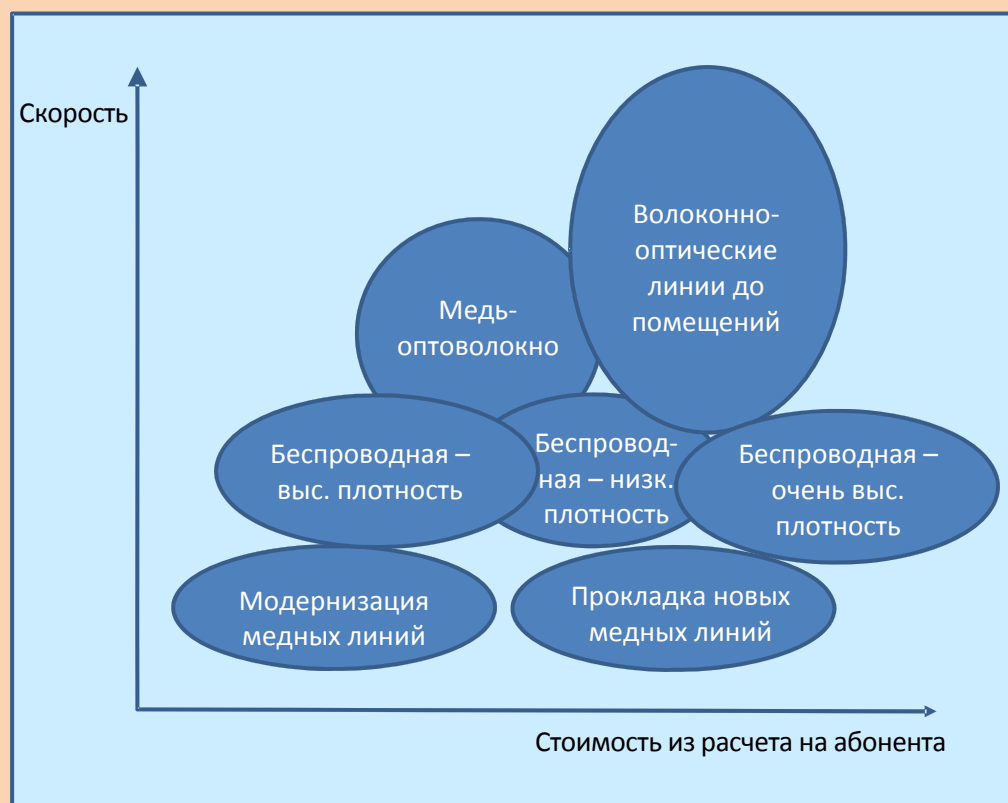 Скорость
Волоконно-
оптические
линии до
помещений
Медь-
оптоволокно
Беспроводная –
выс. плотность
Беспровод-
ная – низк.
плотность
Беспроводная –
очень выс.
плотность
Модернизация
медных линий
Прокладка новых
медных линий
Стоимость из расчета на абонента